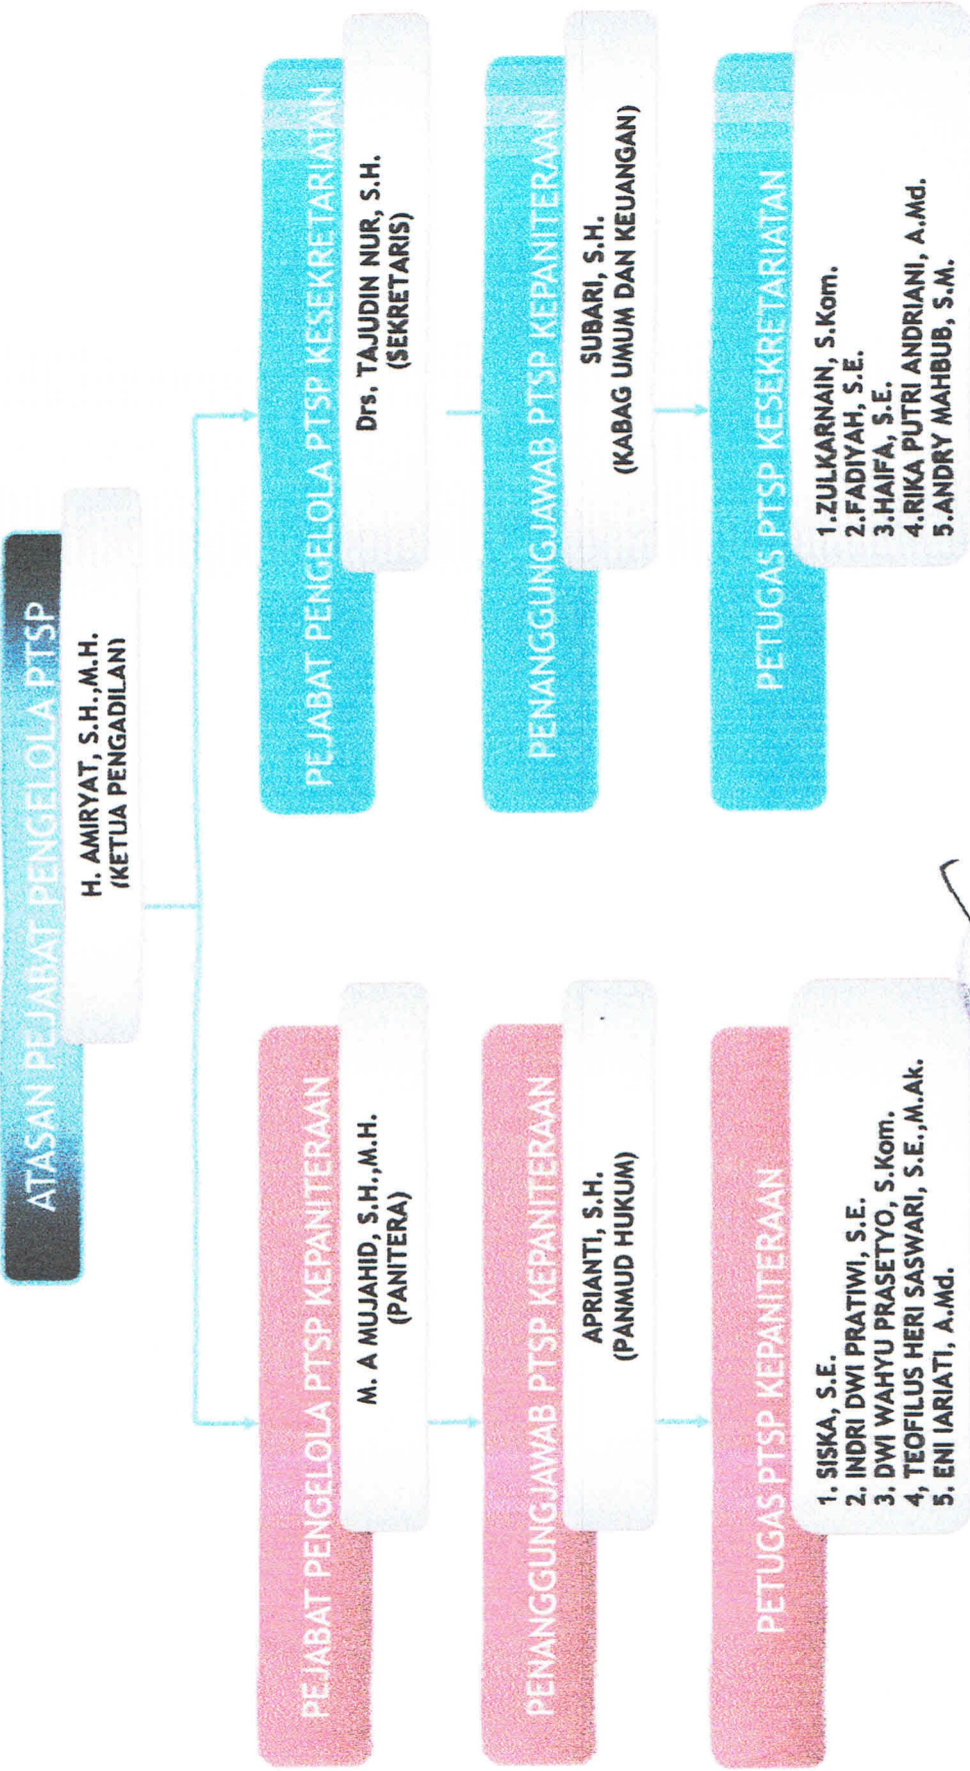 ATASAN PEJABAT PENGELOLA PTSP
H. AMIRYAT, S.H.,M.H.
(KETUA PENGADILAN)
PEJABAT PENGELOLA PTSP KEPANITERAAN
M. A MUJAHID, S.H.,M.H.
(PANITERA)
PENANGGUNGJAWAB PTSP KEPANITERAAN
APRIANTI, S.H.
(PANMUD HUKUM)
PETUGAS PTSP KEPANITERAAN
1. SISKA, S.E.
2. INDRI DWI PRATIWI, S.E.
3. DWI WAHYU PRASETYO, S.Kom.
4, TEOFILUS HERI SASWARI, S.E.,M.Ak.
5. ENI IARIATI, A.Md.
PEJABAT PENGELOLA PTSP KESEKRETARIATAN
Drs. TAJUDIN NUR, S.H.
(SEKRETARIS)
PENANGGUNGJAWAB PTSP KEPANITERAAN
SUBARI, S.H.
(KABAG UMUM DAN KEUANGAN)
PETUGAS PTSP KESEKRETARIATAN
1.ZULKARNAIN, S.Kom.
2.FADIYAH, S.E.
3.HAIFA, S.E.
4.RIKA PUTRI ANDRIANI, A.Md.
5.ANDRY MAHBUB, S.M.